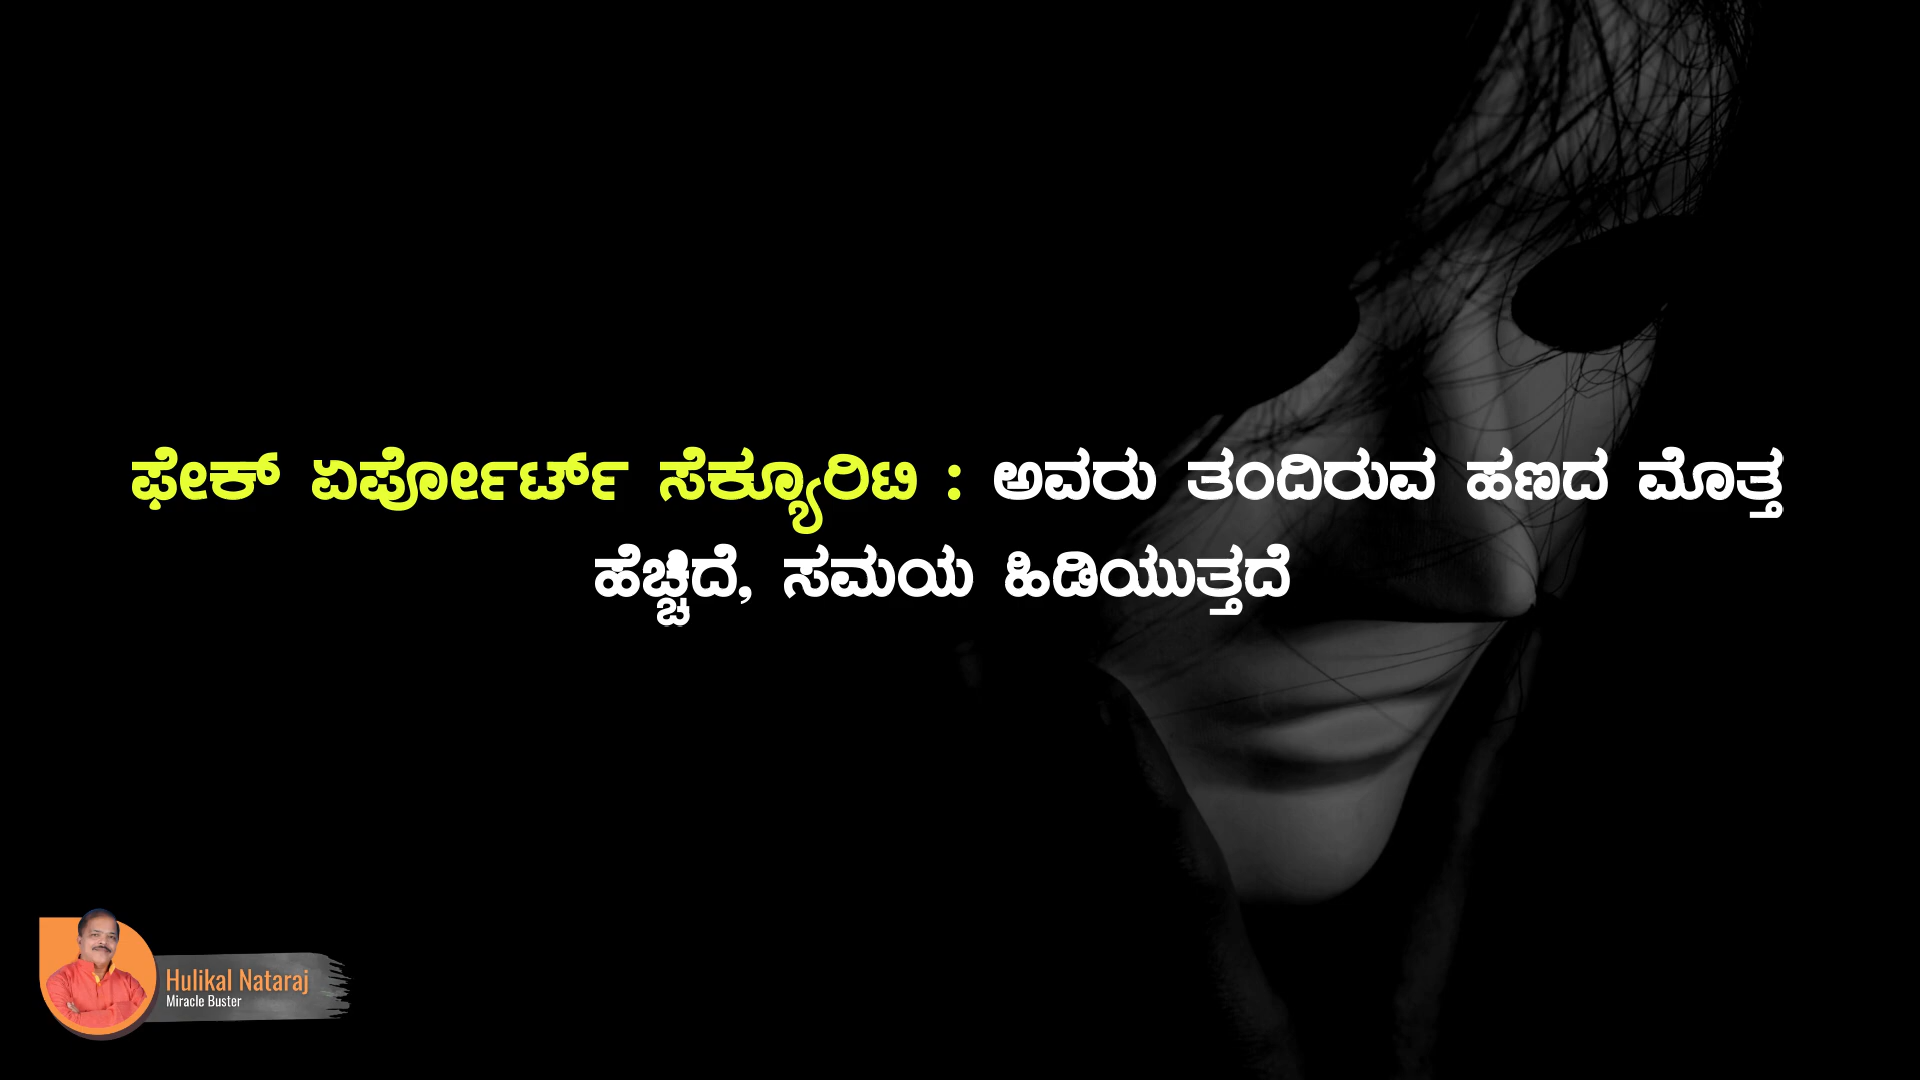 ಫೇಕ್ ಏರ್ಪೋರ್ಟ್ ಸೆಕ್ಯೂರಿಟಿ : ಅವರು ತಂದಿರುವ ಹಣದ ಮೊತ್ತ
ಹೆಚ್ಚಿದೆ, ಸಮಯ ಹಿಡಿಯುತ್ತದೆ
Hulikal Nataraj
Miracle Buster